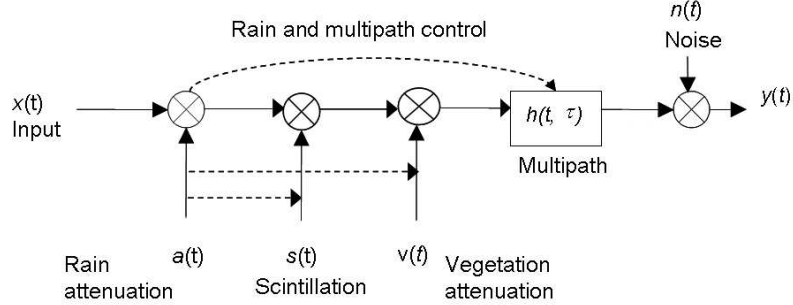 n(t)
Noise
Rain and multipath control
x(t)
Input
h(t, τ)
y(t)
Multipath
a(t)
s(t)
v(t)
Rain
attenuation
Scintillation
Vegetation
attenuation